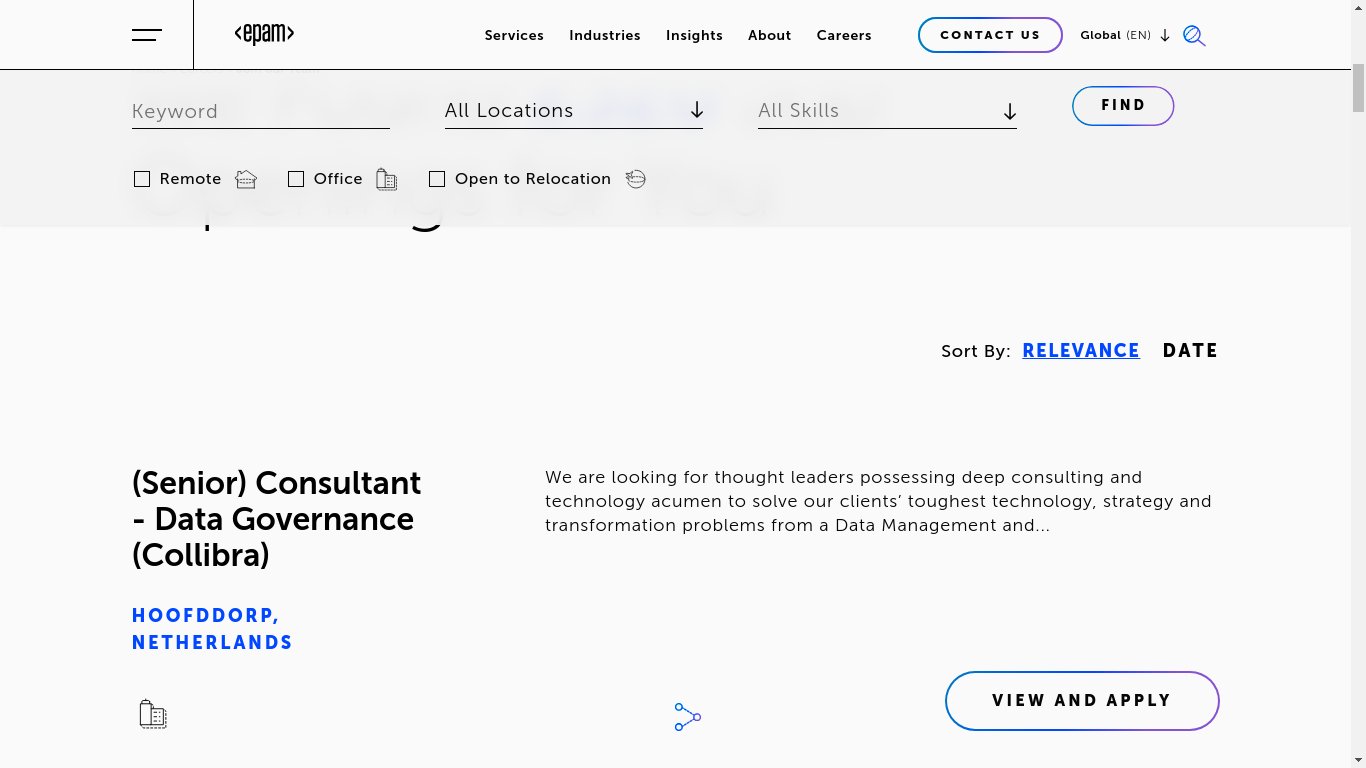 <epam>
Services
Industries
Insights
About
Careers
CONTACT US
Global (EN)
Keyword
All Locations
All Skills
FIND
Remote
Office
Open to Relocation
Openings for You
Sort By: RELEVANCE DATE
(Senior) Consultant
- Data Governance
(Collibra)
We are looking for thought leaders possessing deep consulting and
technology acumen to solve our clients’ toughest technology, strategy and
transformation problems from a Data Management and...
HOOFDDORP,
NETHERLANDS
VIEW AND APPLY